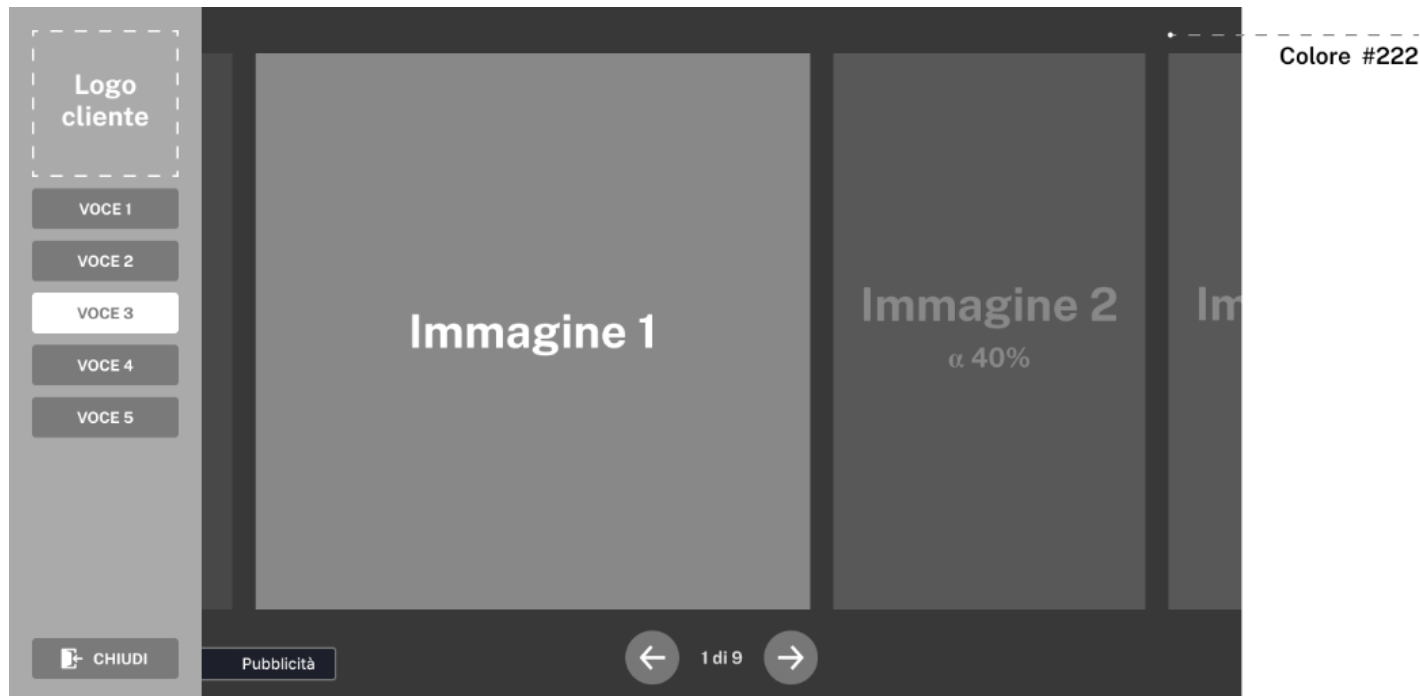 Logo
cliente
VOCE 1
VOCE 2
VOCE 3
VOCE 4
VOCE 5
CHIUDI
Immagine 1
Immagine 2
α 40%
Im
Pubblicità
1 di 9
Colore #222